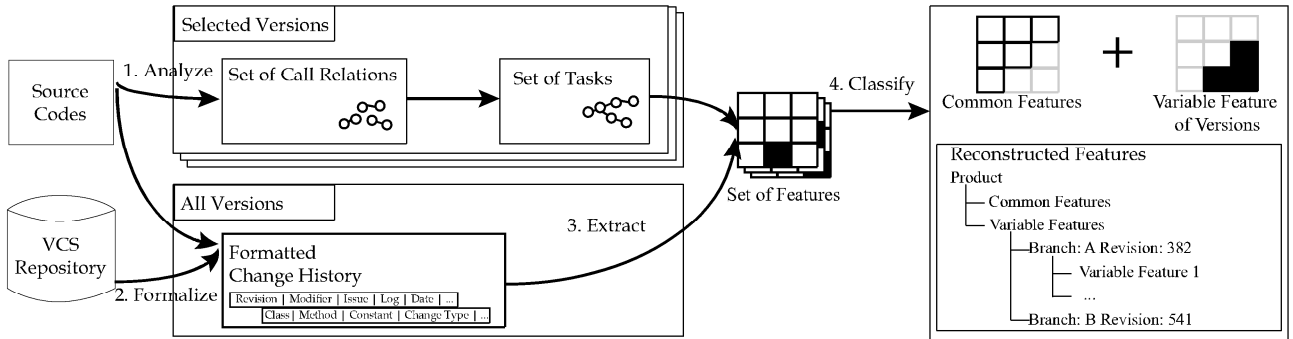 Source
Codes
VCS
Repository
1. Analyze
2. Formalize
Selected Versions
Set of Call Relations
Set of Tasks
All Versions
Formatted
Change History
Revision | Modifier | Issue | Log | Date | ...
Class| Method | Constant | Change Type | ...
3. Extract
Set of Features
4. Classify
Common Features
+
Variable Feature
of Versions
Reconstructed Features
Product
Common Features
Variable Features
Branch: A Revision: 382
Variable Feature 1
...
Branch: B Revision: 541